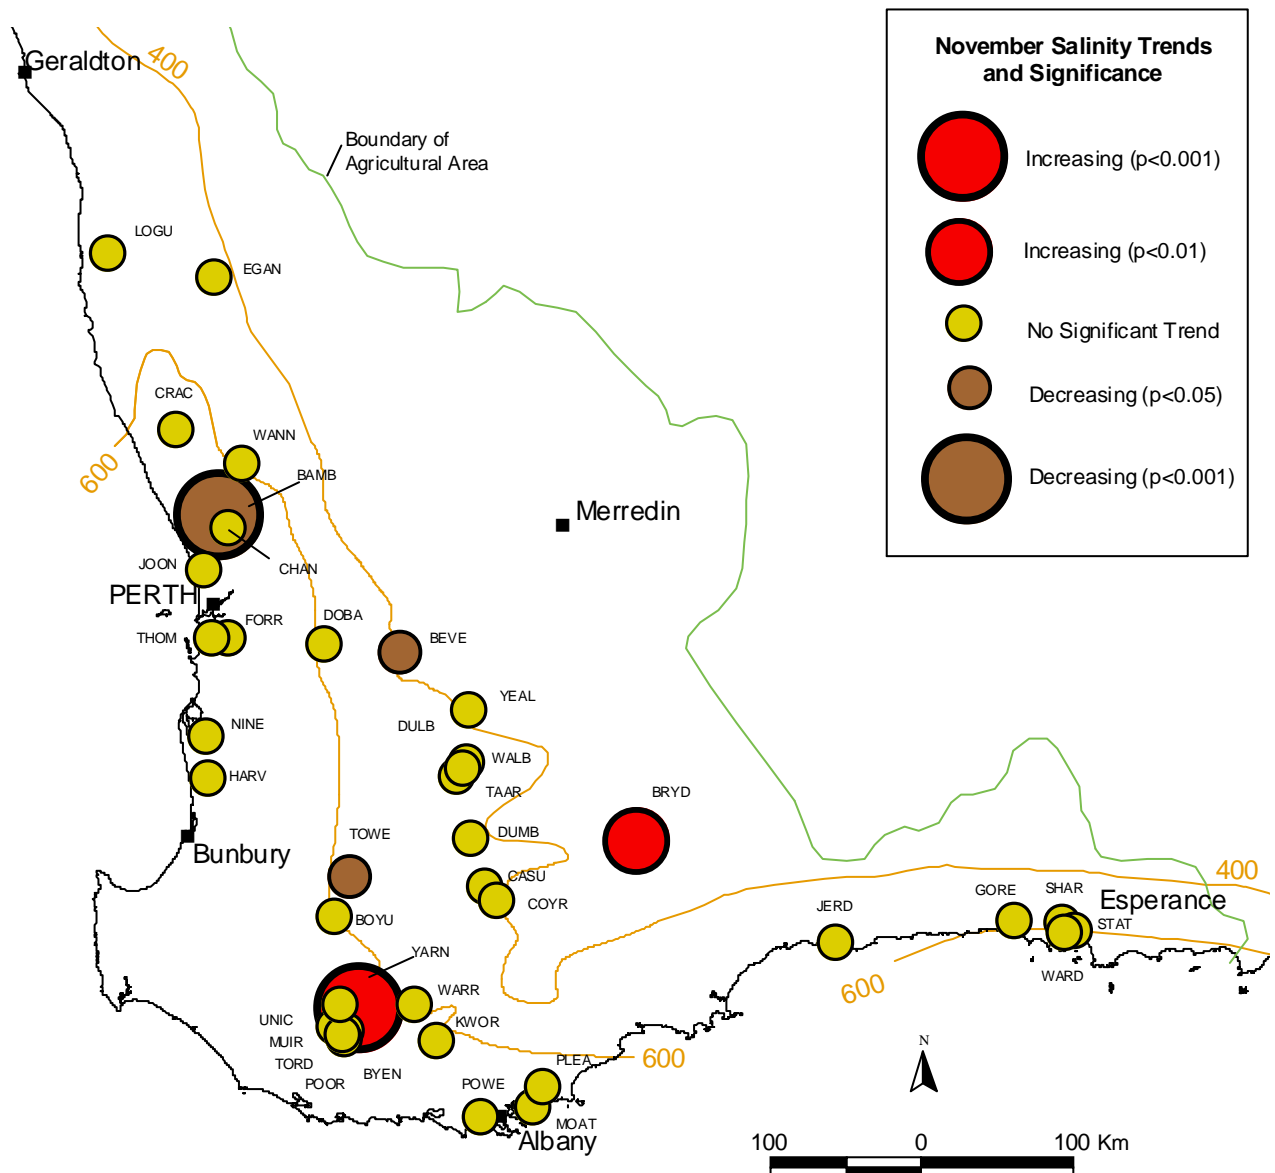 November Salinity Trends
and Significance
Increasing (p<0.001)
Increasing (p<0.01)
No Significant Trend
Decreasing (p<0.05)
Decreasing (p<0.001)
Geraldton
400
Boundary of
Agricultural Area
LOGU
EGAN
CRAC
WANN
600
BAMB
Merredin
JOON
CHAN
PERTH
THOM
FORR
DOBA
BEVE
YEAL
NINE
DULB
WALB
HARV
TAAR
BRYD
Bunbury
TOWE
DUMB
CASU
COYR
BOYU
400
JERD
GORE
SHAR
Esperance
STAT
WARD
YARN
600
UNIC
WARR
MUIR
KWOR
TORD
POOR
BYEN
600
POWE
PLEA
MOAT
Albany
N
100
0
100 Km